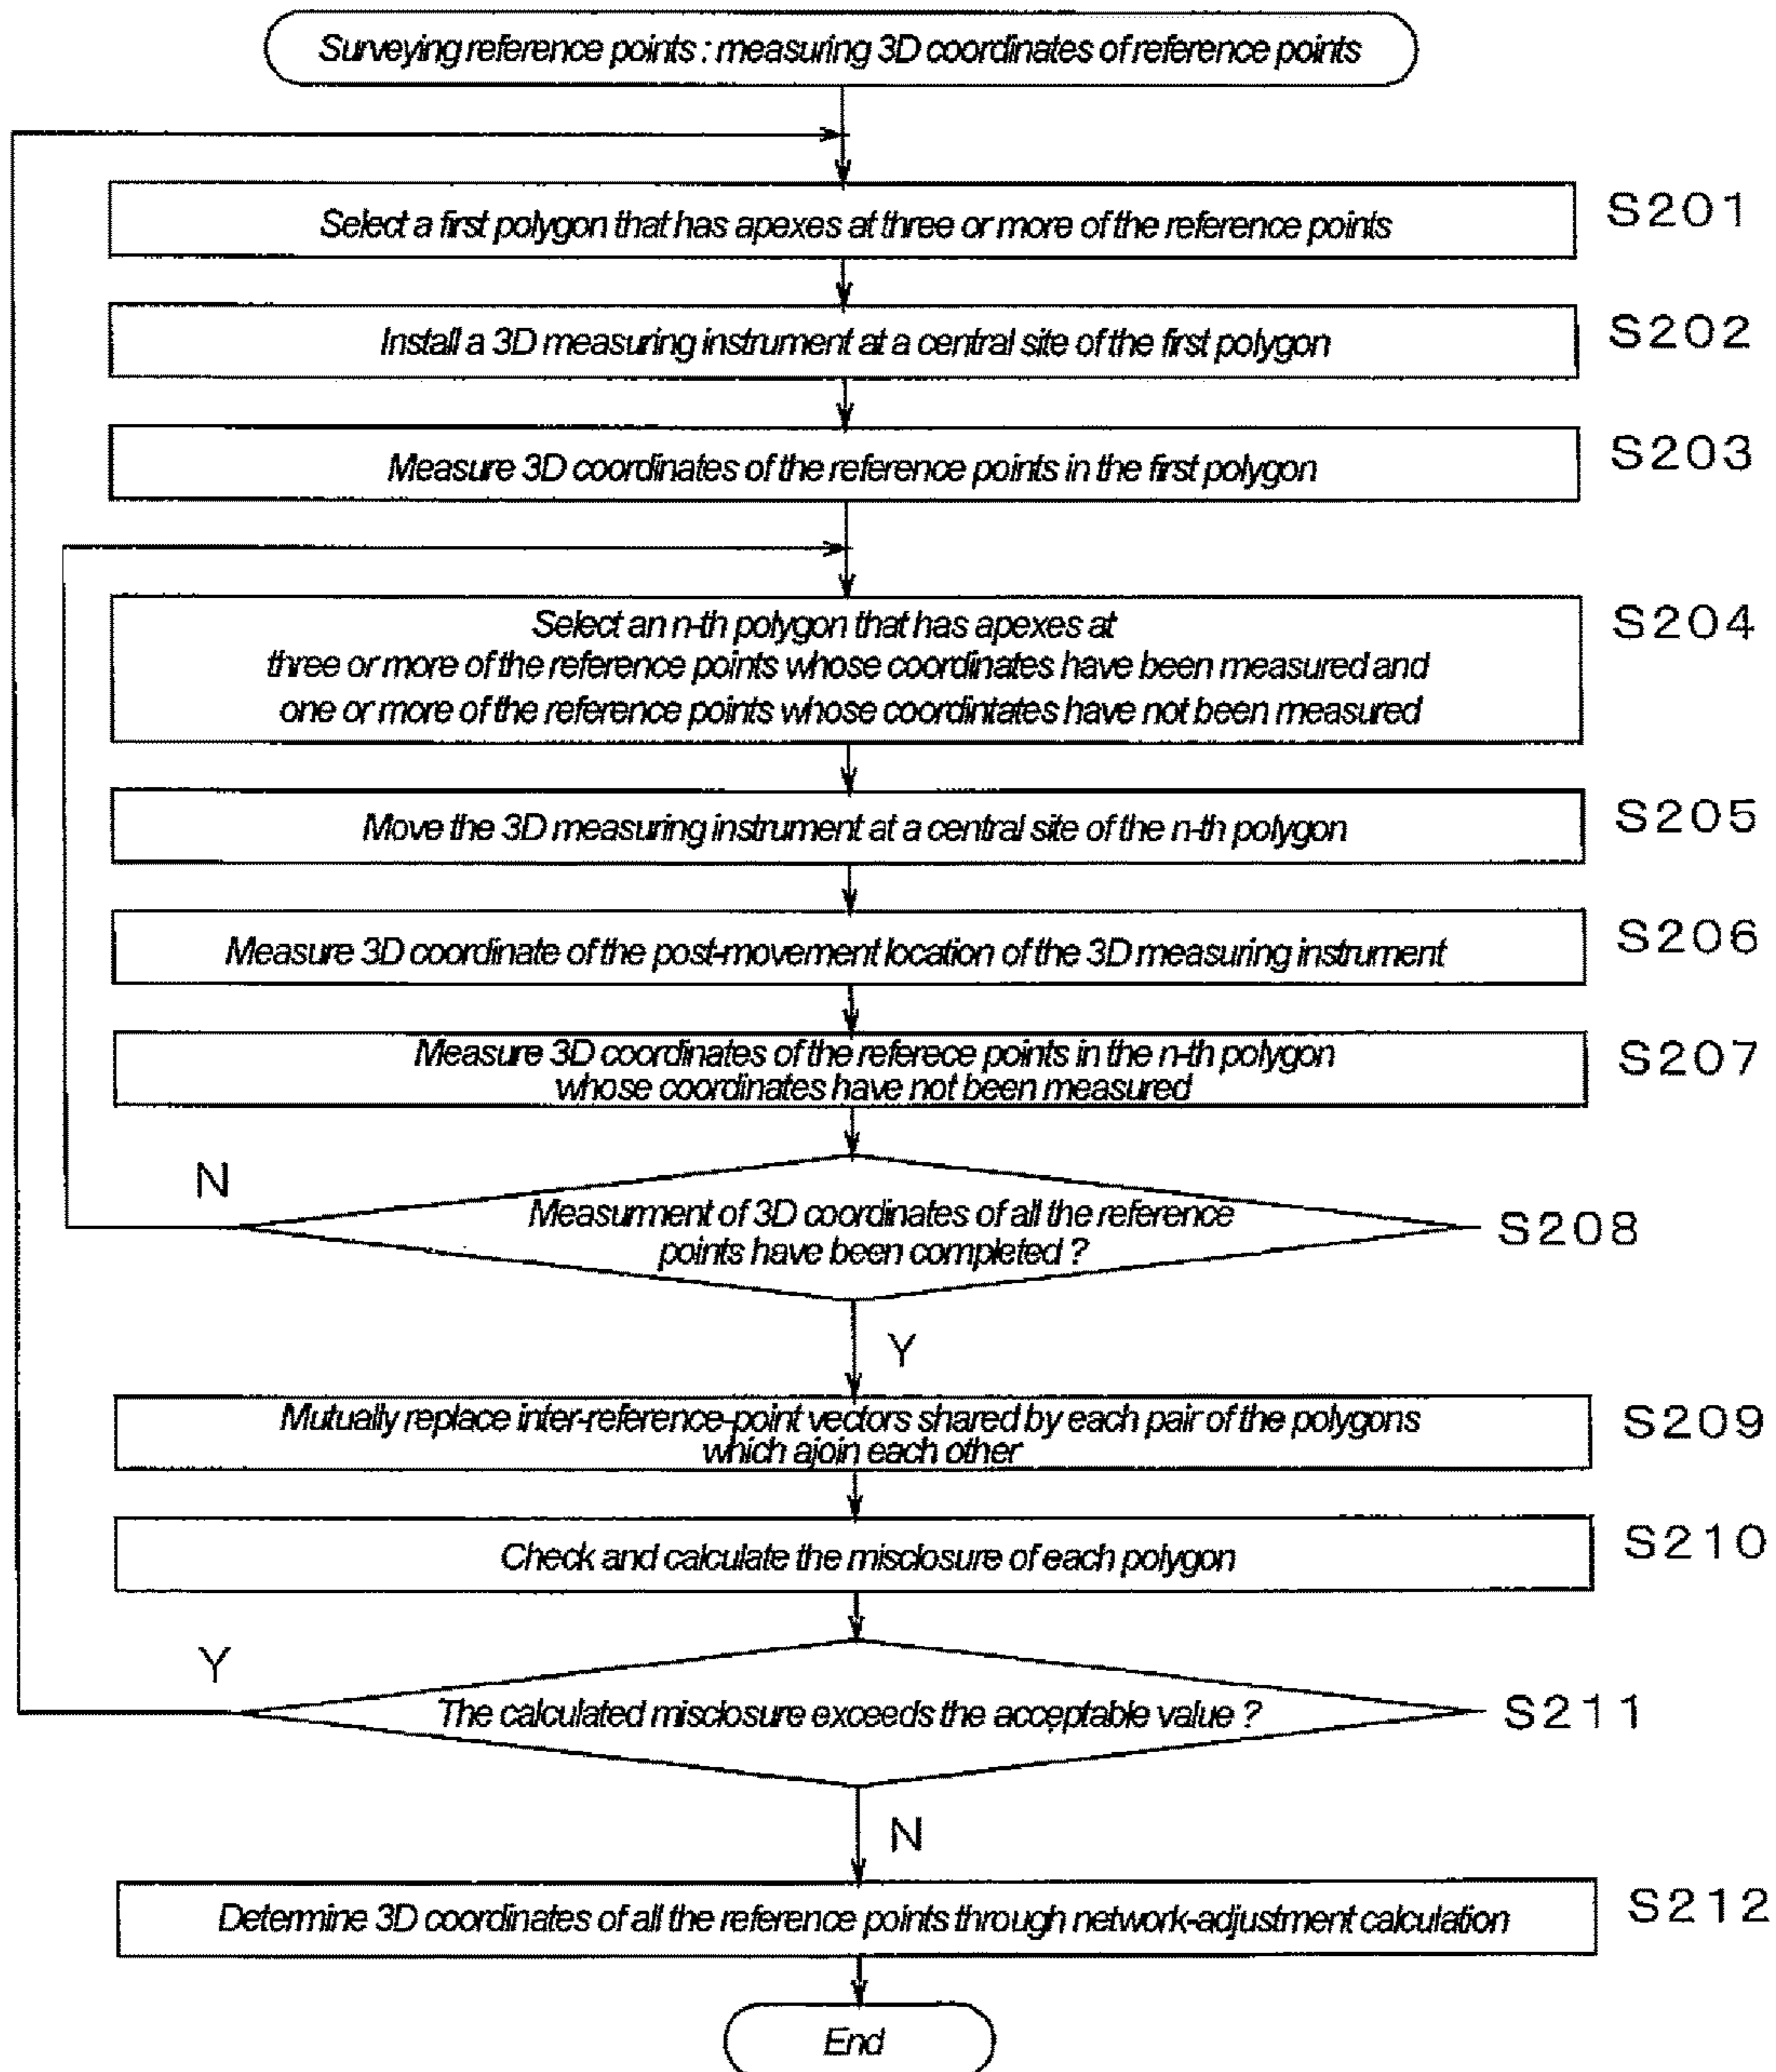 Surveying reference points : measuring 3D coordinates of reference points
Select a first polygon that has apexes at three or more of the reference points
S201
Install a 3D measuring instrument at a central site of the first polygon
S202
Measure 3D coordinates of the reference points in the first polygon
S203
Select an n-th polygon that has apexes at
three or more of the reference points whose coordinates have been measured and
one or more of the reference points whose coordintates have not been measured
S204
Move the 3D measuring instrument at a central site of the n-th polygon
S205
Measure 3D coordinate of the post-movement location of the 3D measuring instrument
S206
Measure 3D coordinates of the referece points in the n-th polygon
whose coordinates have not been measured
S207
N
Measurment of 3D coordinates of all the reference
points have been completed ?
S208
Y
Mutually replace inter-reference-point vectors shared by each pair of the polygons
which ajoin each other
S209
Check and calculate the misclosure of each polygon
S210
Y
The calculated misclosure exceeds the acceptable value ?
S211
N
Determine 3D coordinates of all the reference points through network-adjustment calculation
S212
End